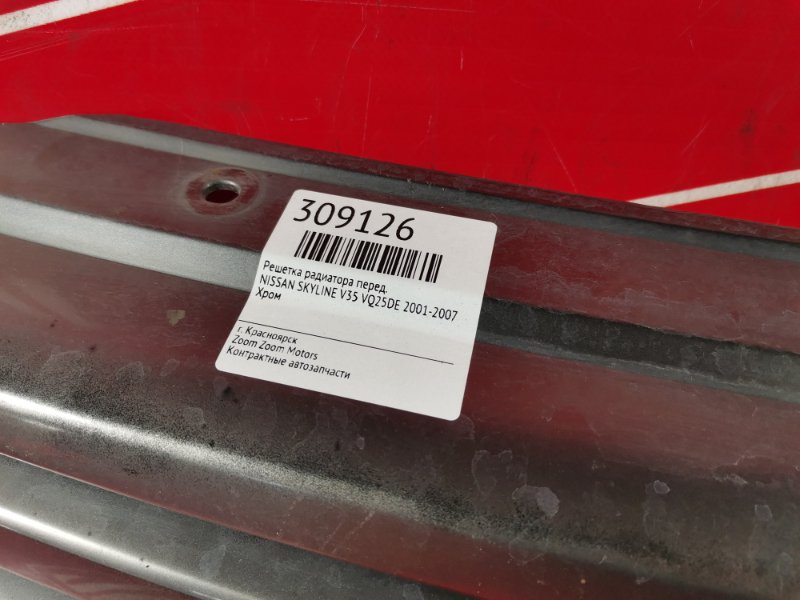 309126
Решетка радиатора перед.
NISSAN SKYLINE V35 VQ25DE 2001-2007
Хром
г. Красноярск
Zoom Zoom Motors
Контрактные автозапчасти